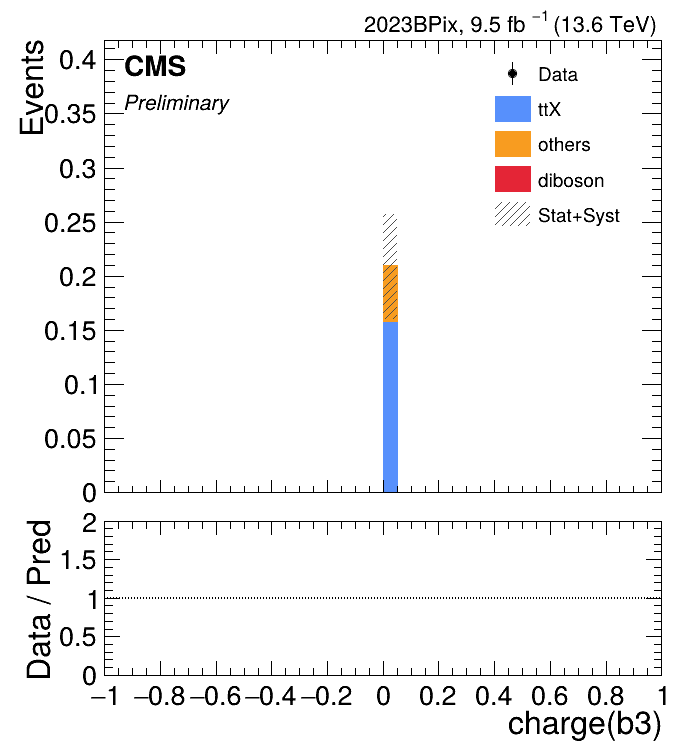 2023BPix, 9.5 fb⁻¹ (13.6 TeV)
Events
CMS
Preliminary
Data
ttX
others
diboson
Stat+Syst
0.4
0.35
0.3
0.25
0.2
0.15
0.1
0.05
0
Data / Pred
2
1.5
1
0.5
0
−1 −0.8 −0.6 −0.4 −0.2 0 0.2 0.4 0.6 0.8 1
charge(b3)